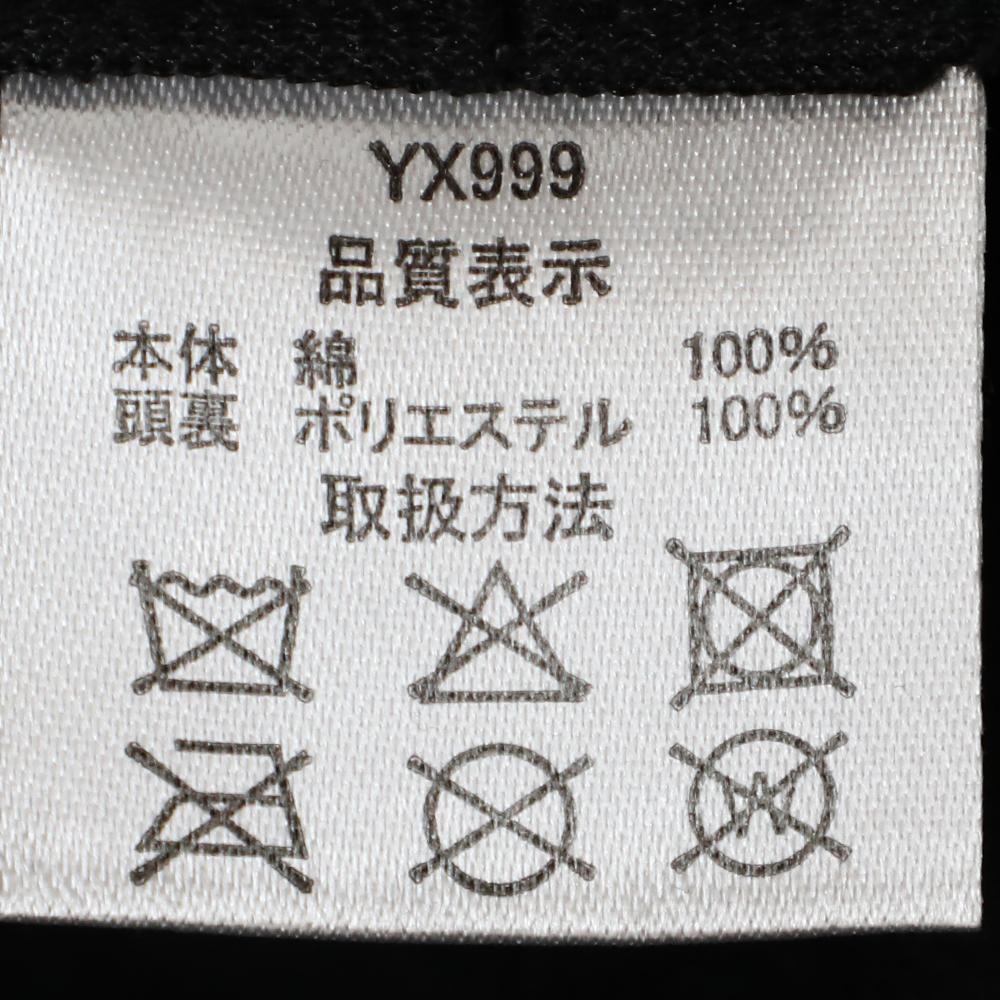 YX999
品質表示
本体 綿 100%
頭裏 ポリエステル 100%
取扱方法
W